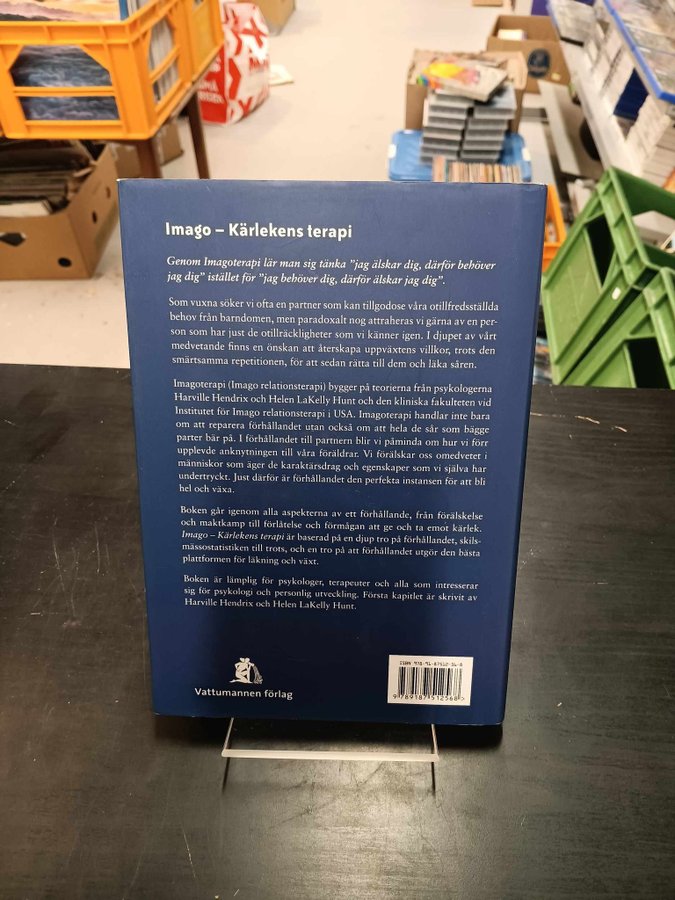 Imago – Kärlekens terapi
Genom Imagoterapi lär man sig tänka ”jag älskar dig, därför behöver
jag dig” istället för ”jag behöver dig, därför älskar jag dig”.
Som vuxna söker vi ofta en partner som kan tillgodose våra otillfredsställda
behov från barndomen, men paradoxalt nog attraheras vi gärna av en per-
son som har just de otillräckligheter som vi känner igen. I djupet av vårt
medvetande finns en önskan att återskapa uppväxtens villkor, trots den
smärtsamma repetitionen, för att sedan rätta till dem och läka såren.
Imagoterapi (Imago relationsterapi) bygger på teorierna från psykologerna
Harville Hendrix och Helen LaKelly Hunt och den kliniska fakulteten vid
Institutet för Imago relationsterapi i USA. Imagoterapi handlar inte bara
om att reparera förhållandet utan också om att hela de sår som bägge
parter bär på. I förhållandet till partnern blir vi påminda om hur vi förr
upplevde anknytningen till våra föräldrar. Vi förälskar oss omedvetet i
människor som äger de karaktärsdrag och egenskaper som vi själva har
undertryckt. Just därför är förhållandet den perfekta instansen för att bli
hel och växa.
Boken går igenom alla aspekterna av ett förhållande, från förälskelse
och maktkamp till förlåtelse och förmågan att ge och ta emot kärlek.
Imago – Kärlekens terapi är baserad på en djup tro på förhållandet, skils-
mässostatistiken till trots, och en tro på att förhållandet utgör den bästa
plattformen för läkning och växt.
Boken är lämplig för psykologer, terapeuter och alla som intresserar
sig för psykologi och personlig utveckling. Första kapitlet är skrivit av
Harville Hendrix och Helen LaKelly Hunt.
Vattumannen förlag
ISBN 978-91-87512-56-8
9 789187 512568 >